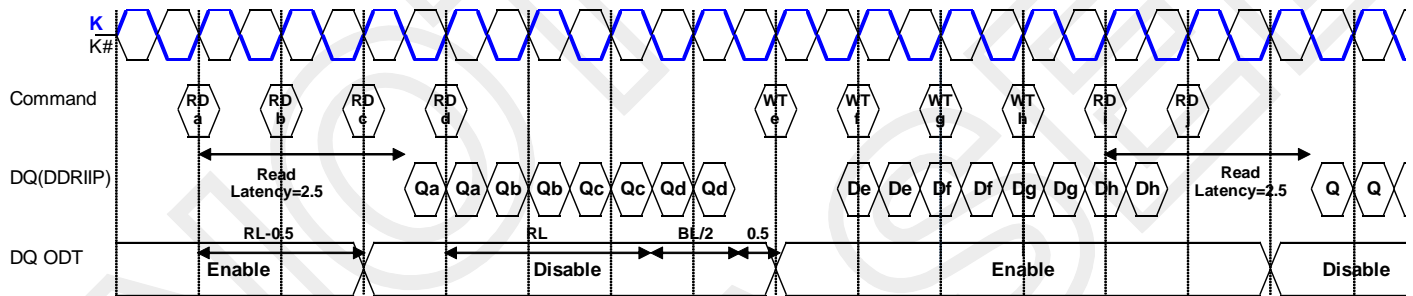 K
K#
Command
RD a RD b RD c RD d WT e WT f WT g WT h RD RD
DQ(DDRIIP)
Qa Qa Qb Qb Qc Qc Qd Qd De De Df Df Dg Dg Dh Dh Q Q
Read
Latency=2.5
Read
Latency=2.5
RL-0.5 RL BL/2 0.5
DQ ODT
Enable Disable Enable Disable